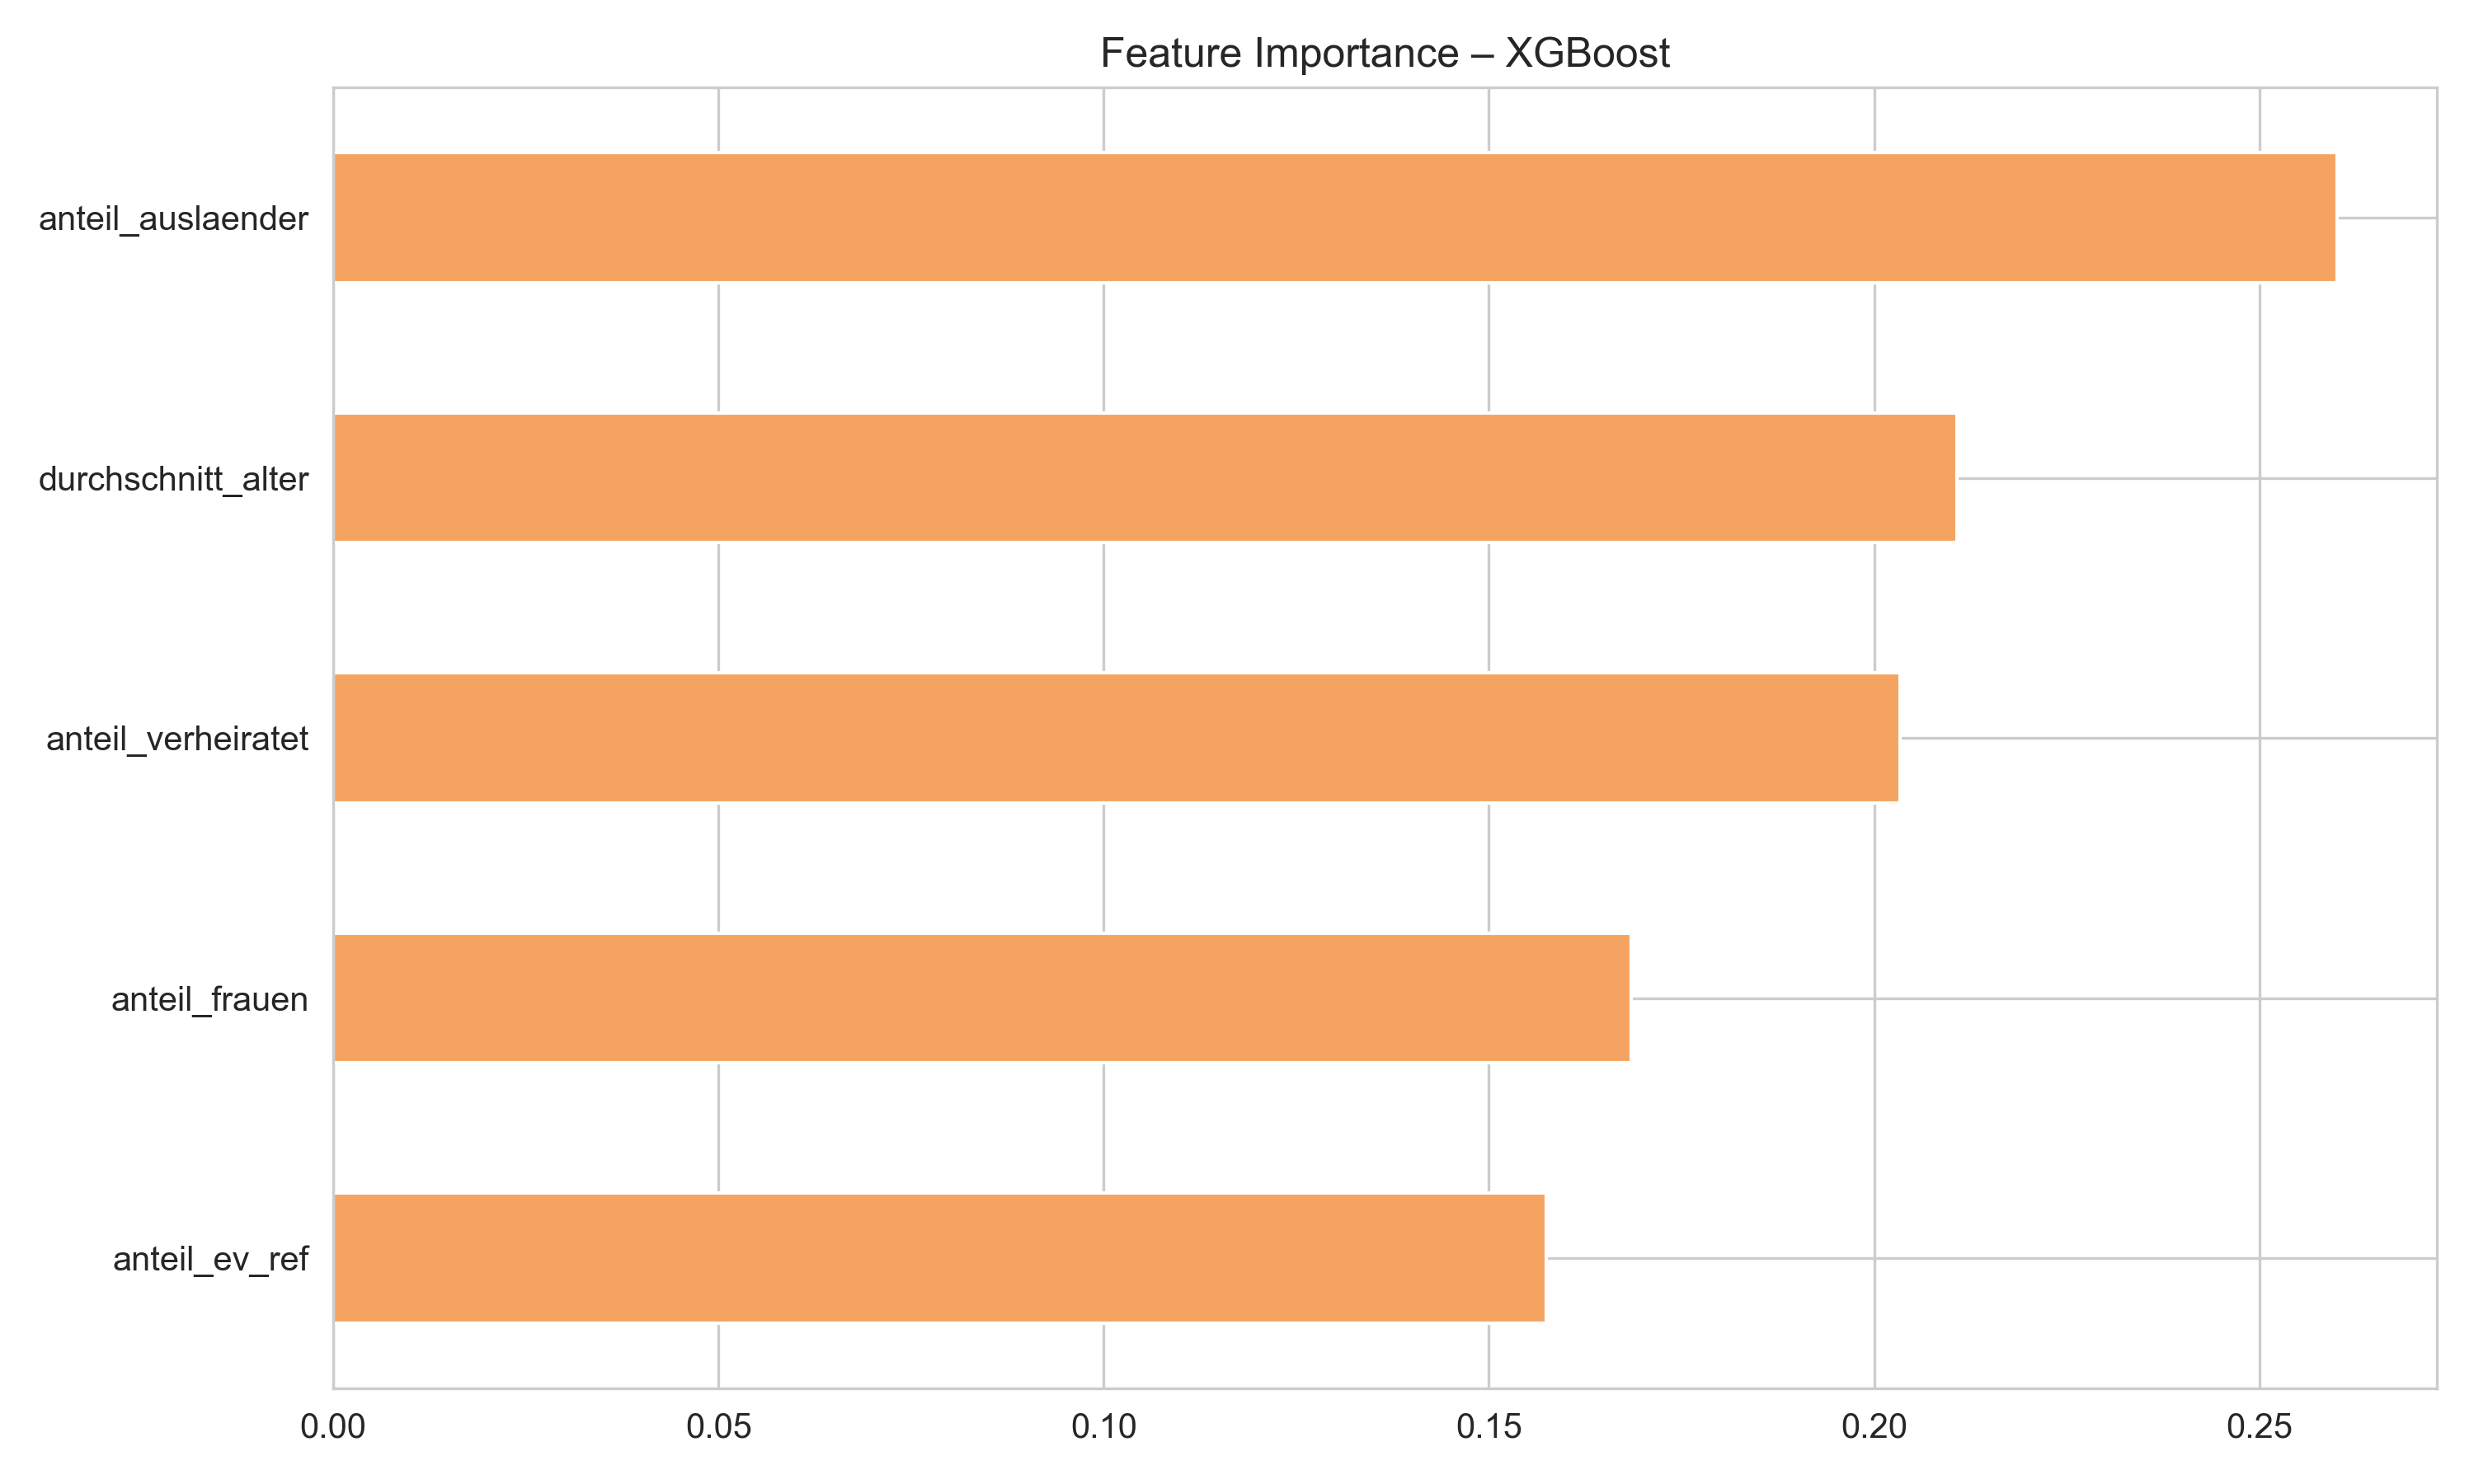 Feature Importance – XGBoost
anteil_auslaender
durchschnitt_alter
anteil_verheiratet
anteil_frauen
anteil_ev_ref
0.00 0.05 0.10 0.15 0.20 0.25